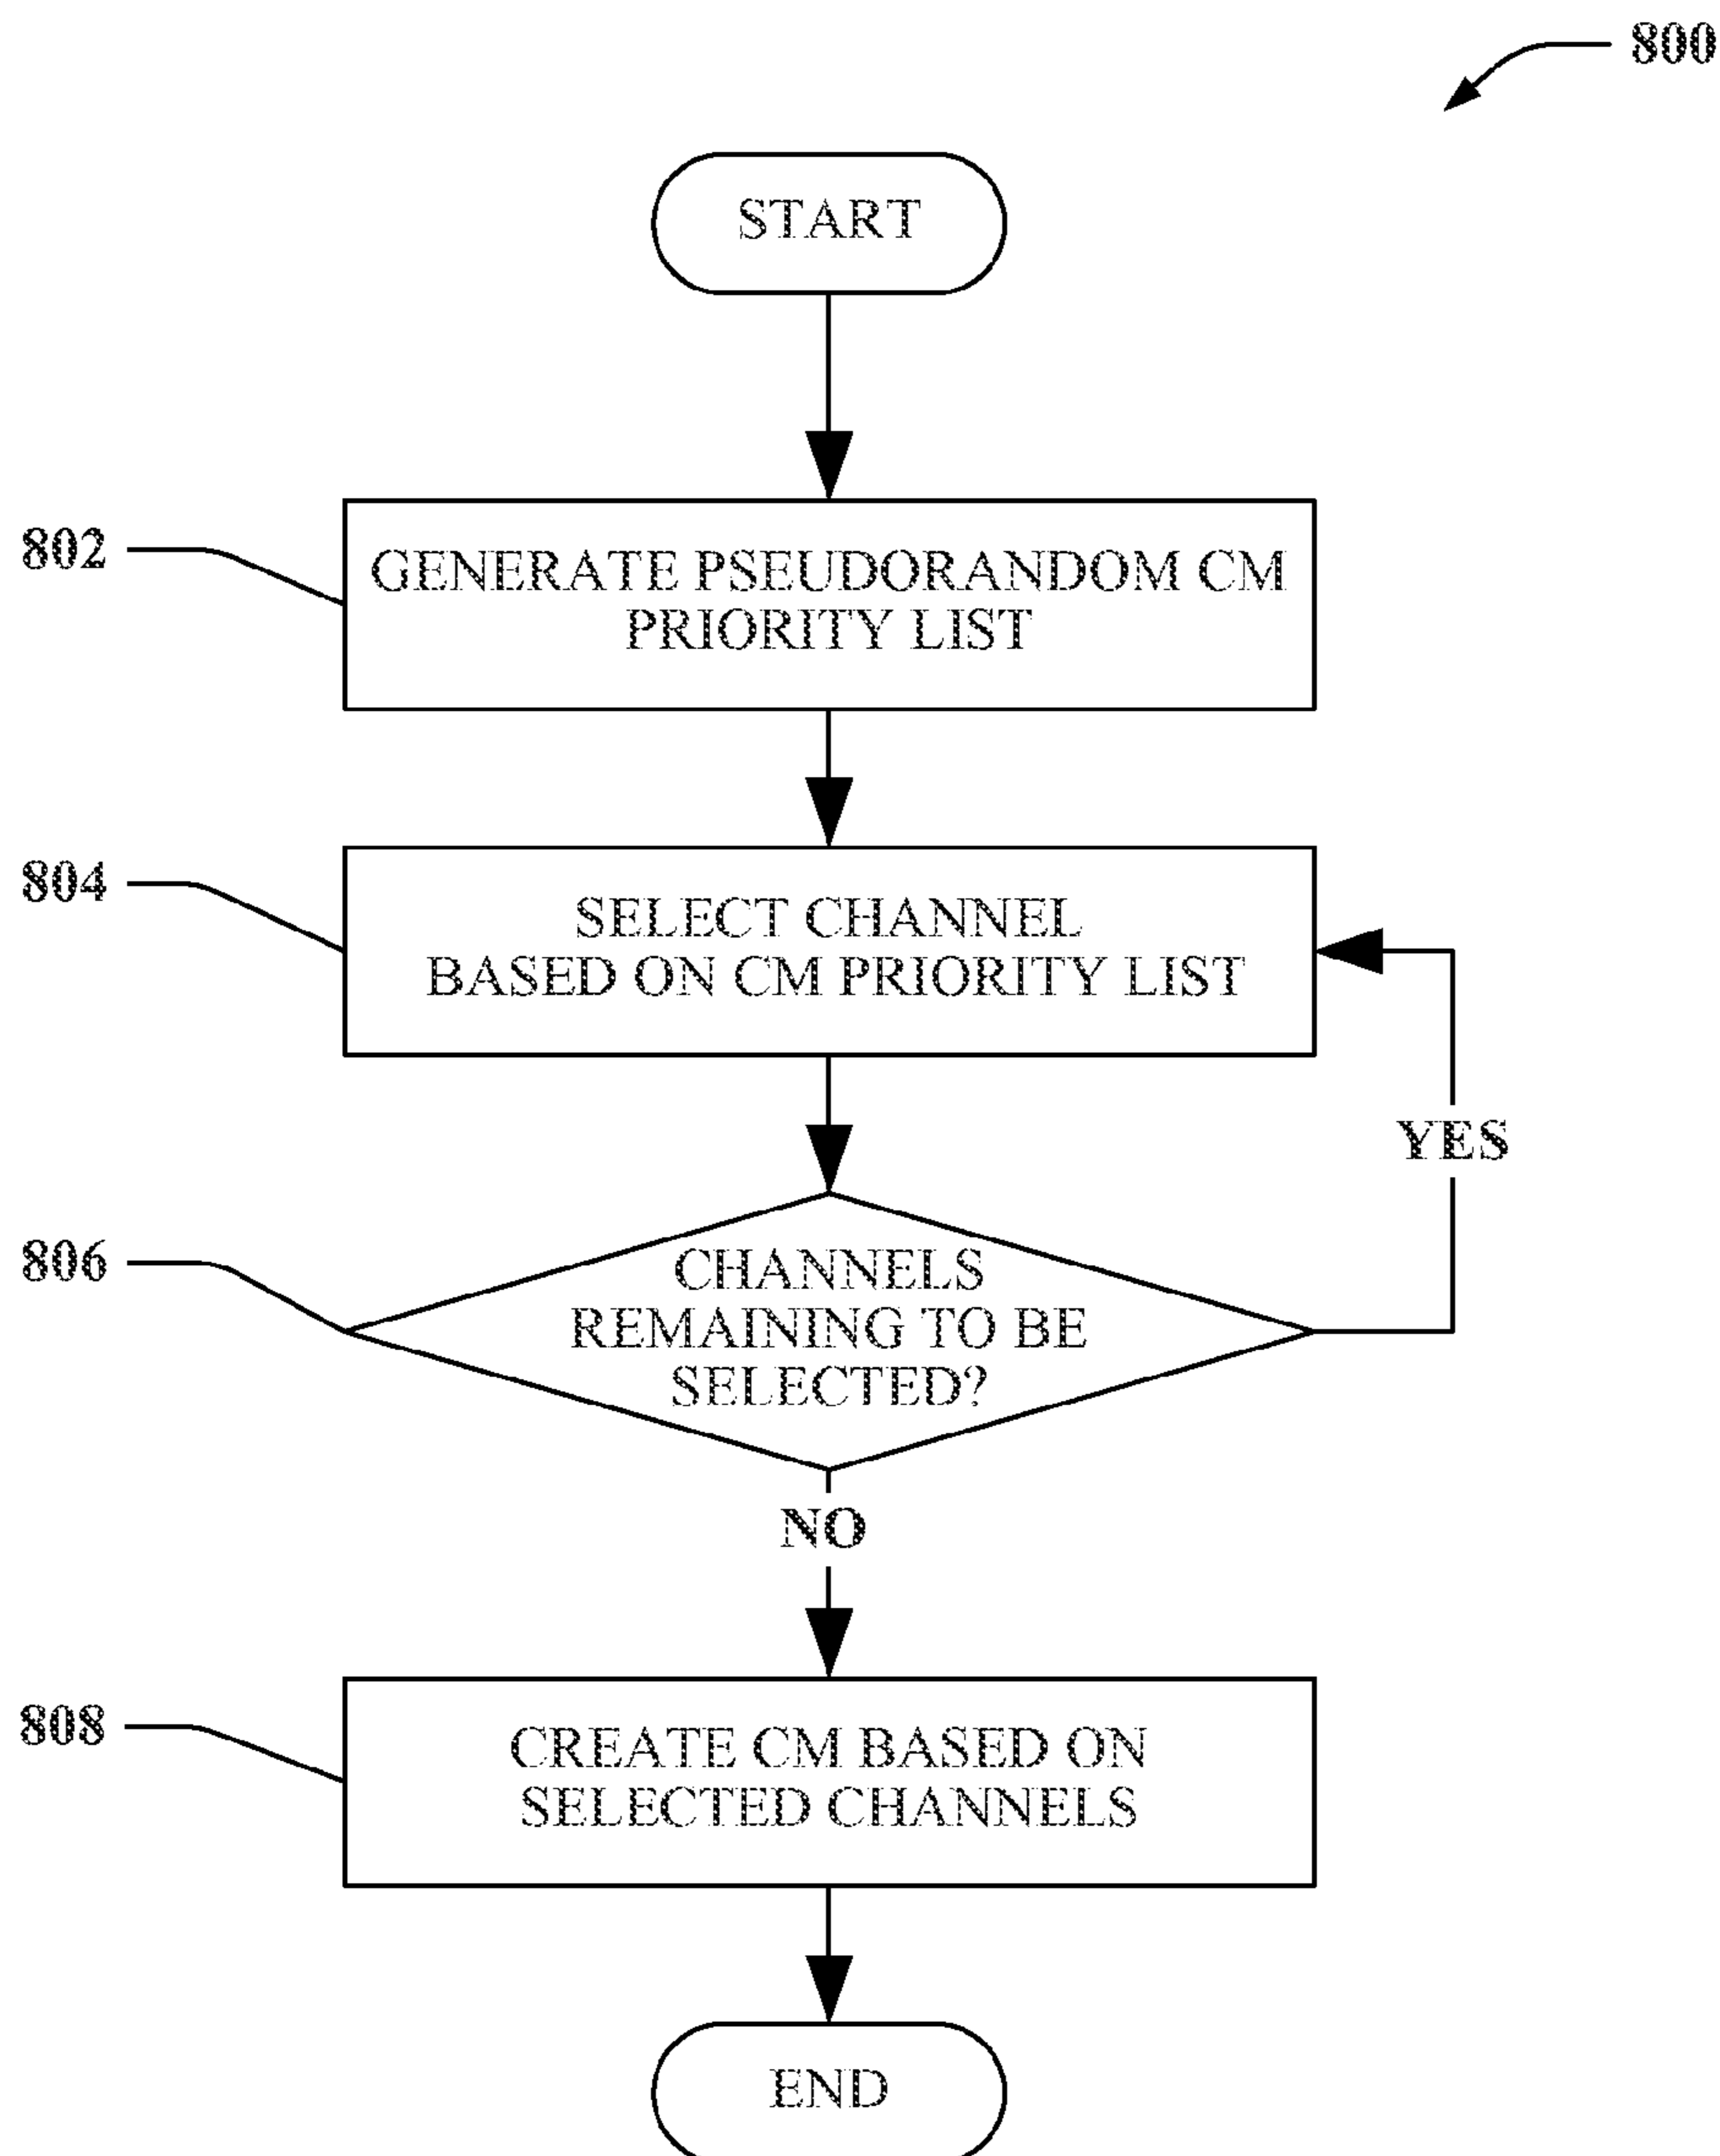 800
START
802
GENERATE PSEUDORANDOM CM
PRIORITY LIST
804
SELECT CHANNEL
BASED ON CM PRIORITY LIST
YES
806
CHANNELS
REMAINING TO BE
SELECTED?
NO
808
CREATE CM BASED ON
SELECTED CHANNELS
END